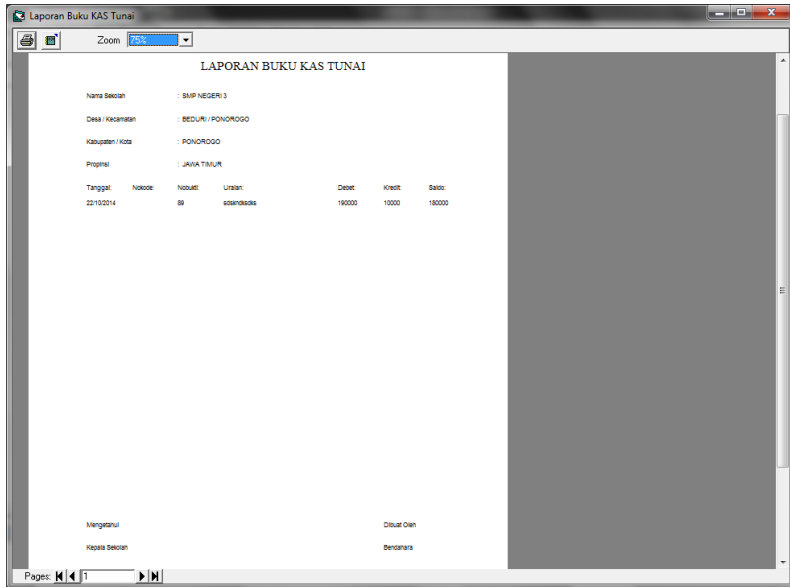 Laporan Buku KAS Tunai
Zoom 75%
LAPORAN BUKU KAS TUNAI
Nama Sekolah : SMP NEGERI 3
Desa / Kecamatan : BEDURI / PONOROGO
Kabupaten / Kota : PONOROGO
Propinsi : JAWA TIMUR
Tanggal: Nokode: Nobukti: Uraian: Debet: Kredit: Saldo:
22/10/2014 89 sdskndksdks 190000 10000 180000
Mengetahui Dibuat Oleh
Kepala Sekolah Bendahara
Pages: 1